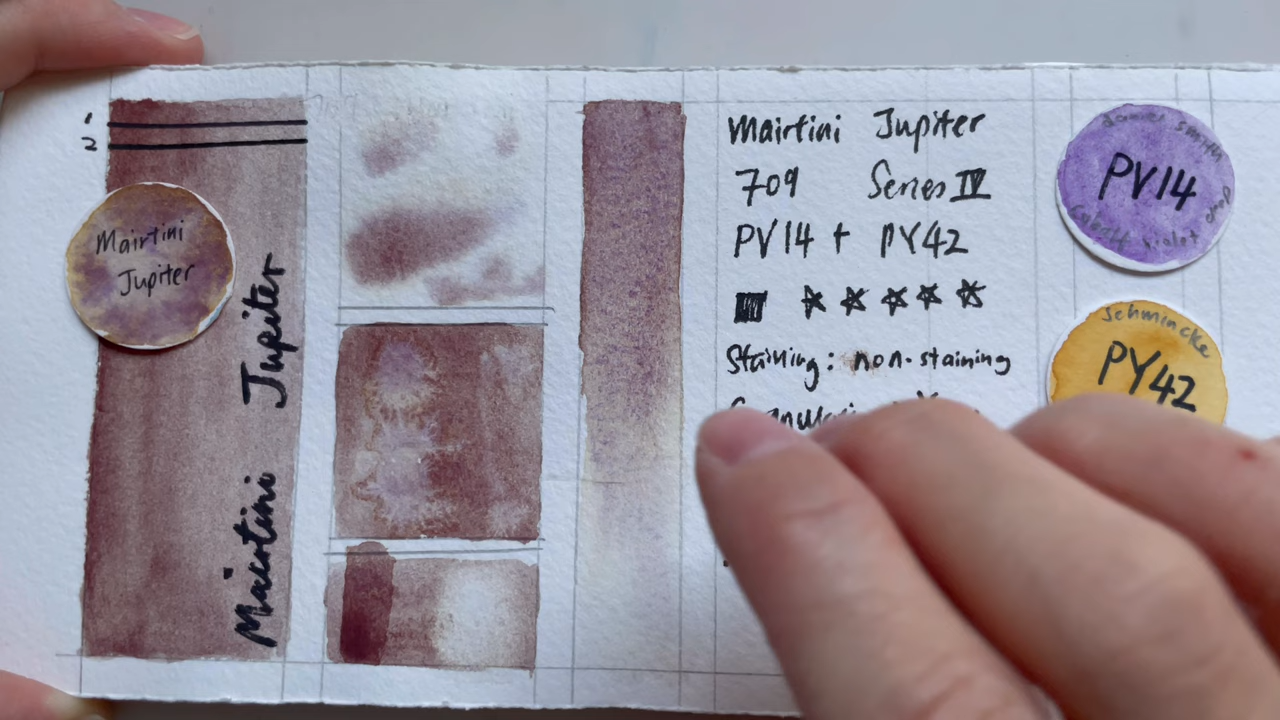 1
2
Mairtini
Jupiter
Mairtini Jupiter
Mairtini Jupiter
709 Series IV
PV14 + PY42
Staining: non-staining
daniel smith
PV14
cobalt violet deep
Schmincke
PY42